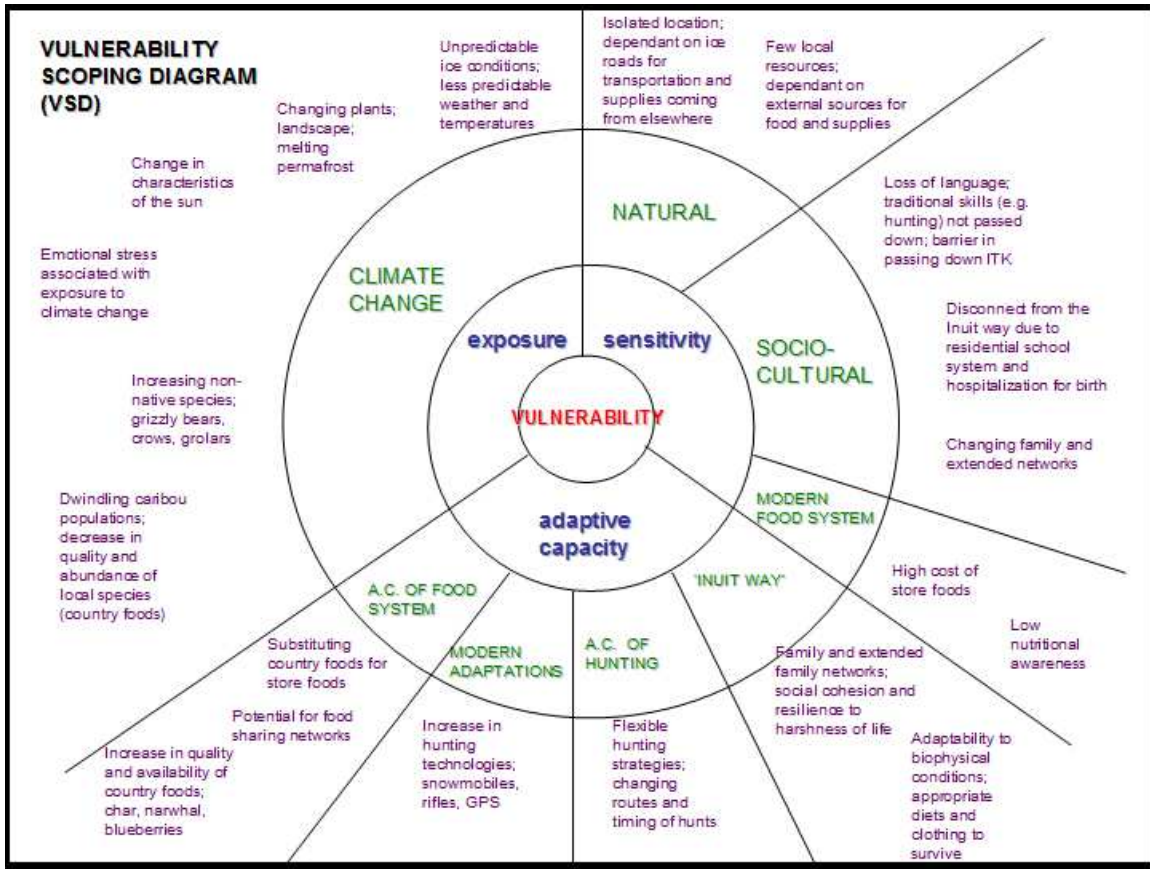 VULNERABILITY
SCOPING DIAGRAM
(VSD)
Unpredictable
ice conditions;
less predictable
weather and
temperatures
Isolated location;
dependant on ice
roads for
transportation and
supplies coming
from elsewhere
Few local
resources;
dependant on
external sources for
food and supplies
Changing plants;
landscape;
melting
permafrost
Change in
characteristics
of the sun
Emotional stress
associated with
exposure to
climate change
Increasing non-
native species;
grizzly bears,
crows, grolars
Dwindling caribou
populations;
decrease in
quality and
abundance of
local species
(country foods)
Loss of language;
traditional skills (e.g.
hunting) not passed
down; barrier in
passing down ITK
Disconnect from the
Inuit way due to
residential school
system and
hospitalization for birth
Changing family and
extended networks
NATURAL
CLIMATE
CHANGE
SOCIO-
CULTURAL
MODERN
FOOD SYSTEM
exposure
sensitivity
VULNERABILITY
adaptive
capacity
A.C. OF FOOD
SYSTEM
MODERN
ADAPTATIONS
A.C. OF
HUNTING
'INUIT WAY'
High cost of
store foods
Low
nutritional
awareness
Substituting
country foods for
store foods
Potential for food
sharing networks
Increase in quality
and availability of
country foods;
char, narwhal,
blueberries
Increase in
hunting
technologies;
snowmobiles,
rifles, GPS
Flexible
hunting
strategies;
changing
routes and
timing of hunts
Family and extended
family networks;
social cohesion and
resilience to
harshness of life
Adaptability to
biophysical
conditions;
appropriate
diets and
clothing to
survive